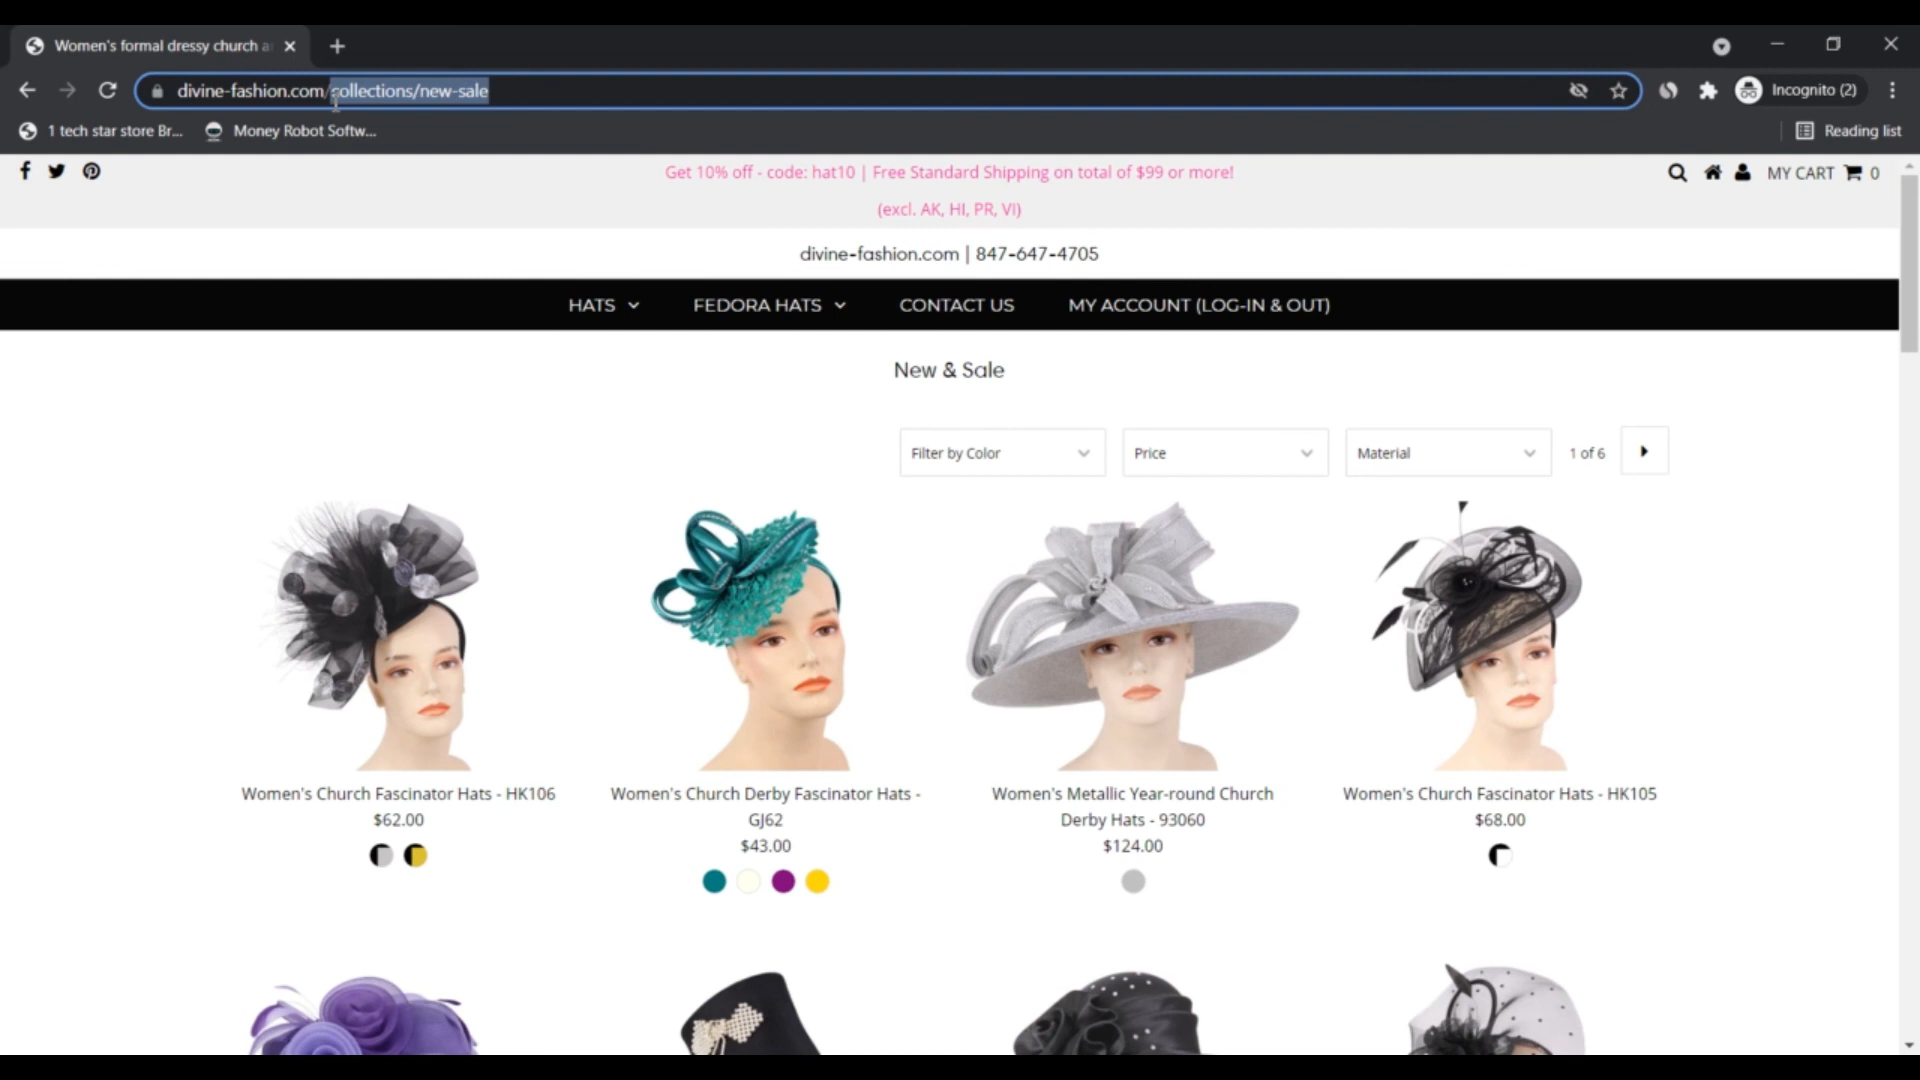 Women's formal dressy church a
divine-fashion.com/collections/new-sale
Incognito (2)
1 tech star store Br...
Money Robot Softw...
Reading list
Get 10% off - code: hat10 | Free Standard Shipping on total of $99 or more!
(excl. AK, HI, PR, VI)
MY CART 0
divine-fashion.com | 847-647-4705
HATS
FEDORA HATS
CONTACT US
MY ACCOUNT (LOG-IN & OUT)
New & Sale
Filter by Color
Price
Material
1 of 6
Women's Church Fascinator Hats - HK106
$62.00
Women's Church Derby Fascinator Hats -
GJ62
$43.00
Women's Metallic Year-round Church
Derby Hats - 93060
$124.00
Women's Church Fascinator Hats - HK105
$68.00